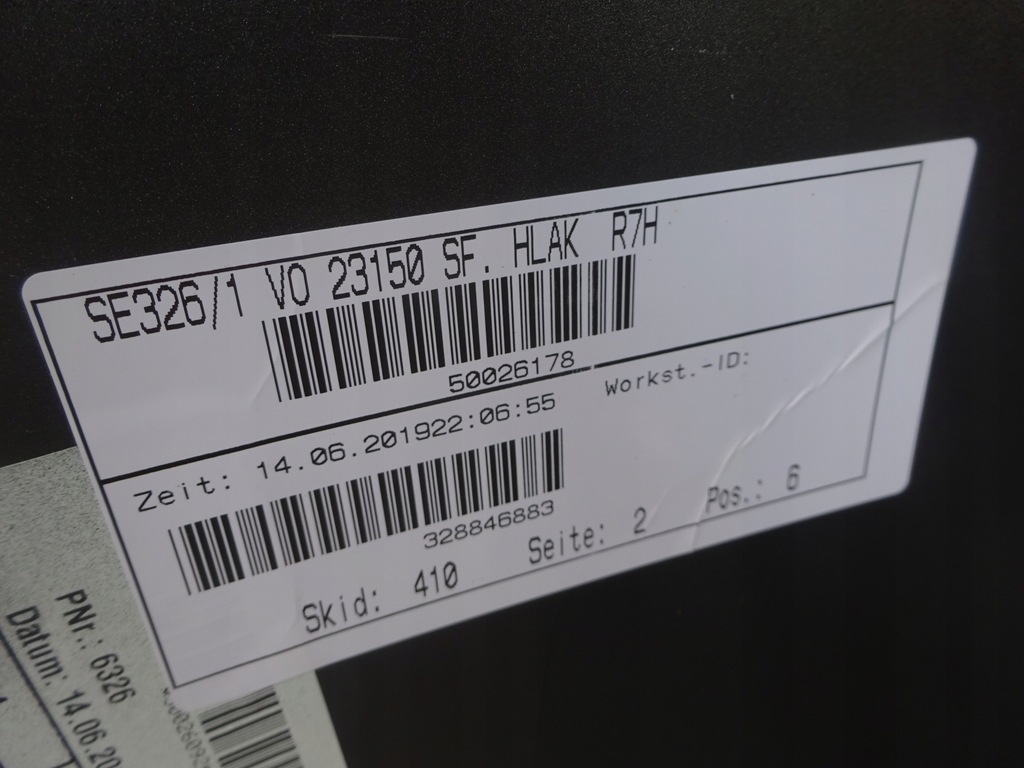 SE326/1 VO 23150 SF. HLAK R7H
50026178
Zeit: 14.06.201922:06:55 Workst.-ID:
328846883
Skid: 410 Seite: 2 Pos.: 6
PNr.: 6326
Datum: 14.06.20